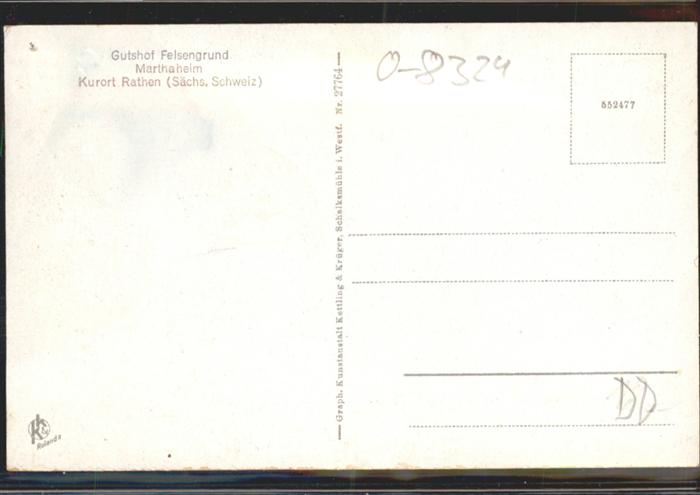 Gutshof Felsengrund
Marthaheim
Kurort Rathen (Sächs. Schweiz)
O-8324
552477
Graph. Kunstanstalt Kettling & Krüger, Schalksmühle i. Westf. Nr. 27764
DD